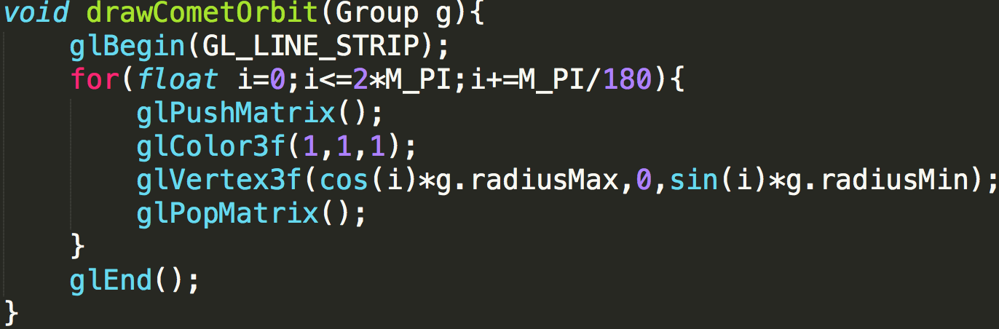 void drawCometOrbit(Group g){
    glBegin(GL_LINE_STRIP);
    for(float i=0;i<=2*M_PI;i+=M_PI/180){
        glPushMatrix();
        glColor3f(1,1,1);
        glVertex3f(cos(i)*g.radiusMax,0,sin(i)*g.radiusMin);
        glPopMatrix();
    }
    glEnd();
}